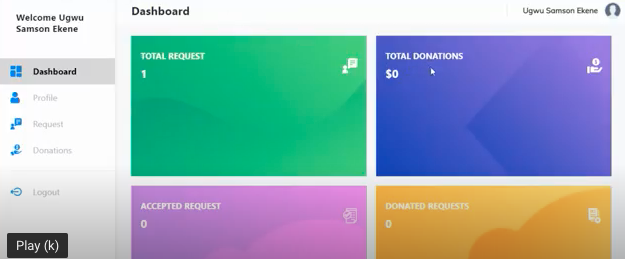 Welcome Ugwu
Samson Ekene
Dashboard
Profile
Request
Donations
Logout
Dashboard
Ugwu Samson Ekene
TOTAL REQUEST
1
TOTAL DONATIONS
$0
ACCEPTED REQUEST
0
DONATED REQUESTS
0
Play (k)